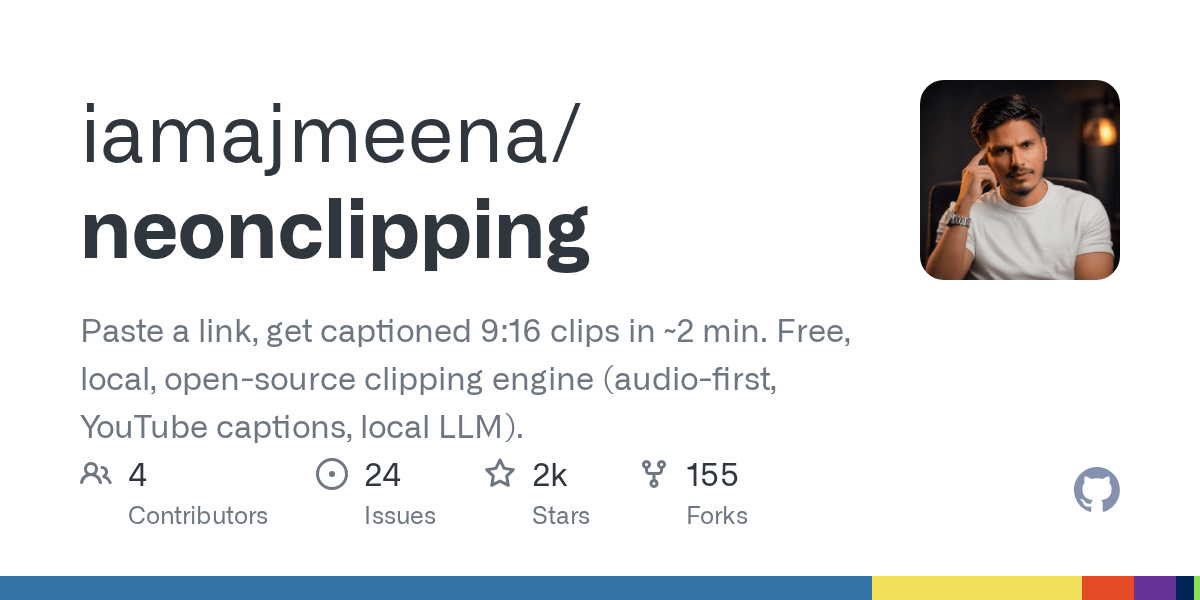 iamajmeena/
neonclipping
Paste a link, get captioned 9:16 clips in ~2 min. Free,
local, open-source clipping engine (audio-first,
YouTube captions, local LLM).
4 24 2k 155
Contributors Issues Stars Forks